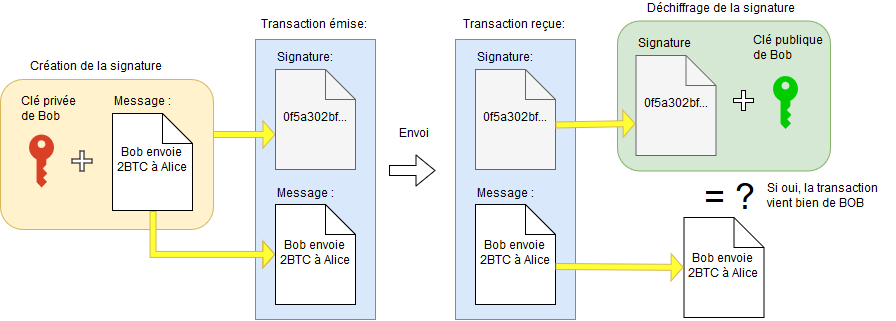 Création de la signature
Clé privée
de Bob
Message :
Bob envoie
2BTC à Alice
Transaction émise:
Signature:
0f5a302bf...
Message :
Bob envoie
2BTC à Alice
Envoi
Transaction reçue:
Signature:
0f5a302bf...
Message :
Bob envoie
2BTC à Alice
Déchiffrage de la signature
Signature
0f5a302bf...
Clé publique
de Bob
= ?
Si oui, la transaction
vient bien de BOB
Bob envoie
2BTC à Alice